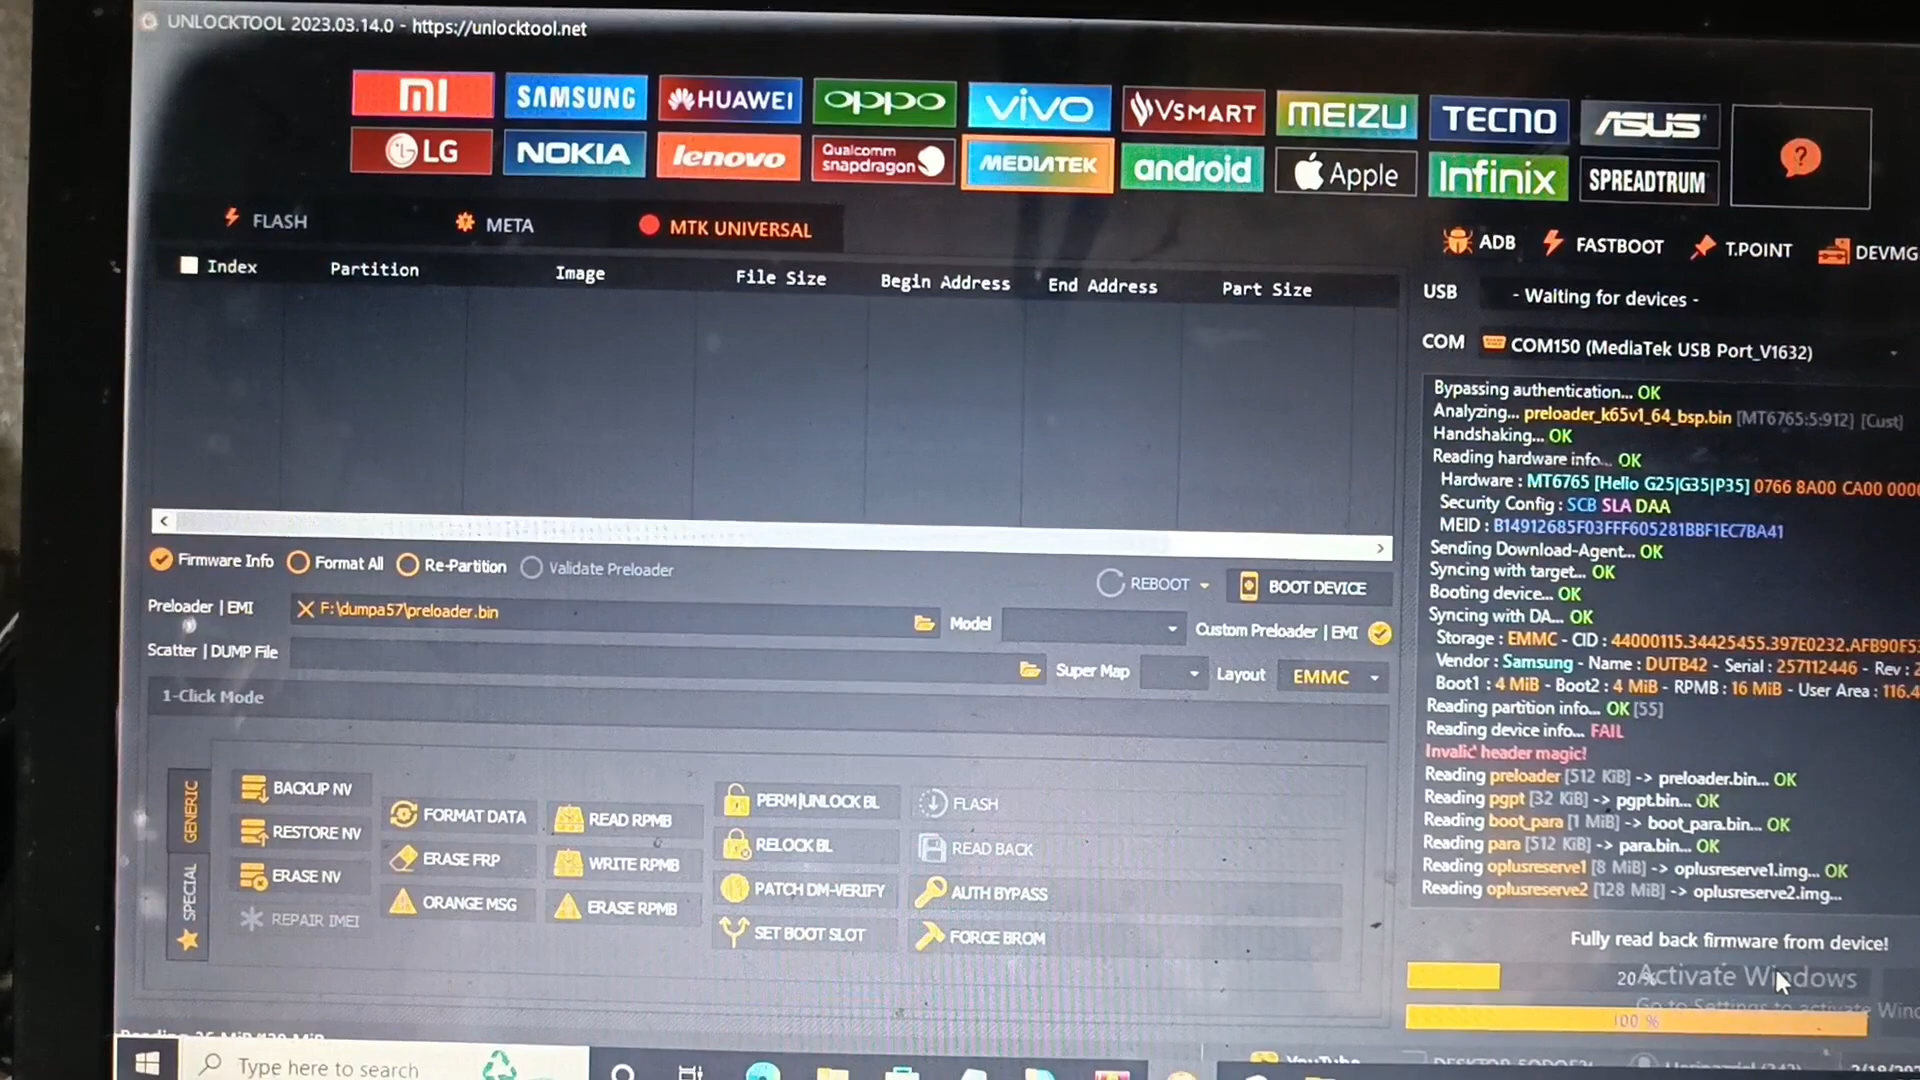 UNLOCKTOOL 2023.03.14.0 - https://unlocktool.net
MI SAMSUNG HUAWEI oppo vivo VSMART MEIZU TECNO ASUS ?
LG NOKIA lenovo Qualcomm snapdragon MEDIATEK android Apple Infinix SPREADTRUM
FLASH META MTK UNIVERSAL
ADB FASTBOOT T.POINT DEVMG
Index Partition Image File Size Begin Address End Address Part Size
USB - Waiting for devices -
COM COM150 (MediaTek USB Port_V1632)
Bypassing authentication... OK
Analyzing... preloader_k65v1_64_bsp.bin [MT6765:5:912] [Cust]
Handshaking... OK
Reading hardware info... OK
Hardware : MT6765 [Helio G25|G35|P35] 0766 8A00 CA00 0000
Security Config : SCB SLA DAA
MEID : B14912685F03FFF605281BBF1EC7BA41
Sending Download-Agent... OK
Syncing with target... OK
Booting device... OK
Syncing with DA... OK
Storage : EMMC - CID : 44000115.34425455.397E0232.AFB90F53
Vendor : Samsung - Name : DUTB42 - Serial : 257112446 - Rev : 2
Boot1 : 4 MiB - Boot2 : 4 MiB - RPMB : 16 MiB - User Area : 116.4
Reading partition info... OK [55]
Reading device info... FAIL
Invalid header magic!
Reading preloader [512 KiB] -> preloader.bin... OK
Reading pgpt [32 KiB] -> pgpt.bin... OK
Reading boot_para [1 MiB] -> boot_para.bin... OK
Reading para [512 KiB] -> para.bin... OK
Reading oplusreserve1 [8 MiB] -> oplusreserve1.img... OK
Reading oplusreserve2 [128 MiB] -> oplusreserve2.img...
Fully read back firmware from device!
20 %
Activate Windows
Go to Settings to activate Win
100 %
Firmware Info Format All Re-Partition Validate Preloader
REBOOT BOOT DEVICE
Preloader | EMI F:\dumpa57\preloader.bin Model Custom Preloader | EMI
Scatter | DUMP File Super Map Layout EMMC
1-Click Mode
GENERIC
SPECIAL
BACKUP NV
RESTORE NV
ERASE NV
REPAIR IMEI
FORMAT DATA
ERASE FRP
ORANGE MSG
READ RPMB
WRITE RPMB
ERASE RPMB
PERM|UNLOCK BL
RELOCK BL
PATCH DM-VERIFY
SET BOOT SLOT
FLASH
READ BACK
AUTH BYPASS
FORCE BROM
Type here to search
YouTube